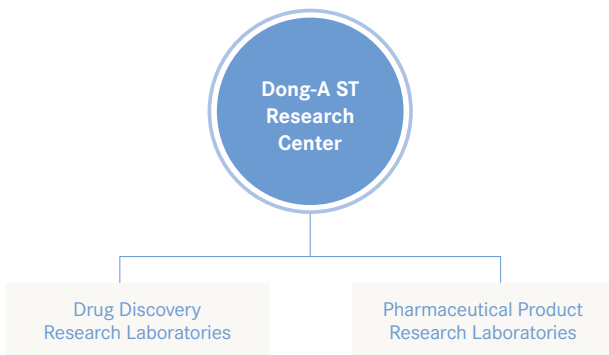 Dong-A ST
Research
Center
Drug Discovery
Research Laboratories
Pharmaceutical Product
Research Laboratories